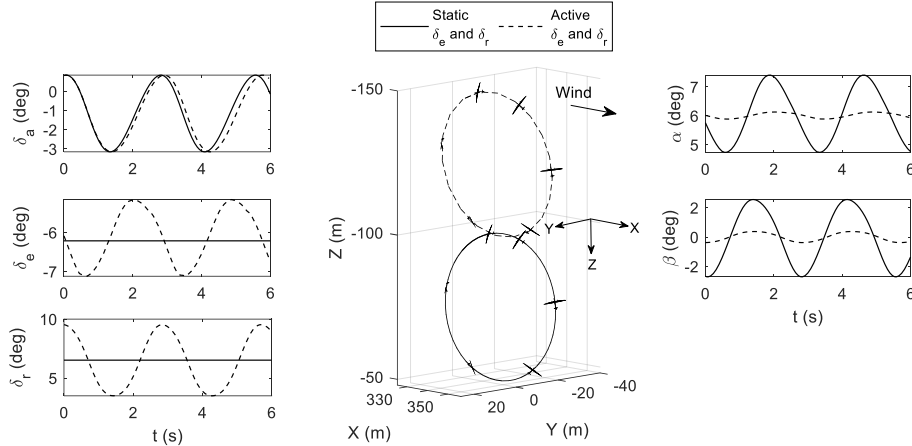 Static
δe and δr
Active
δe and δr
δa (deg)
0
-1
-2
-3
0 2 4 6
δe (deg)
-6
-7
0 2 4 6
δr (deg)
10
5
0 2 4 6
t (s)
Z (m)
-150
-100
-50
330 350
X (m)
20 0 -20 -40
Y (m)
Wind
Y
X
Z
α (deg)
7
6
5
0 2 4 6
β (deg)
2
0
-2
0 2 4 6
t (s)